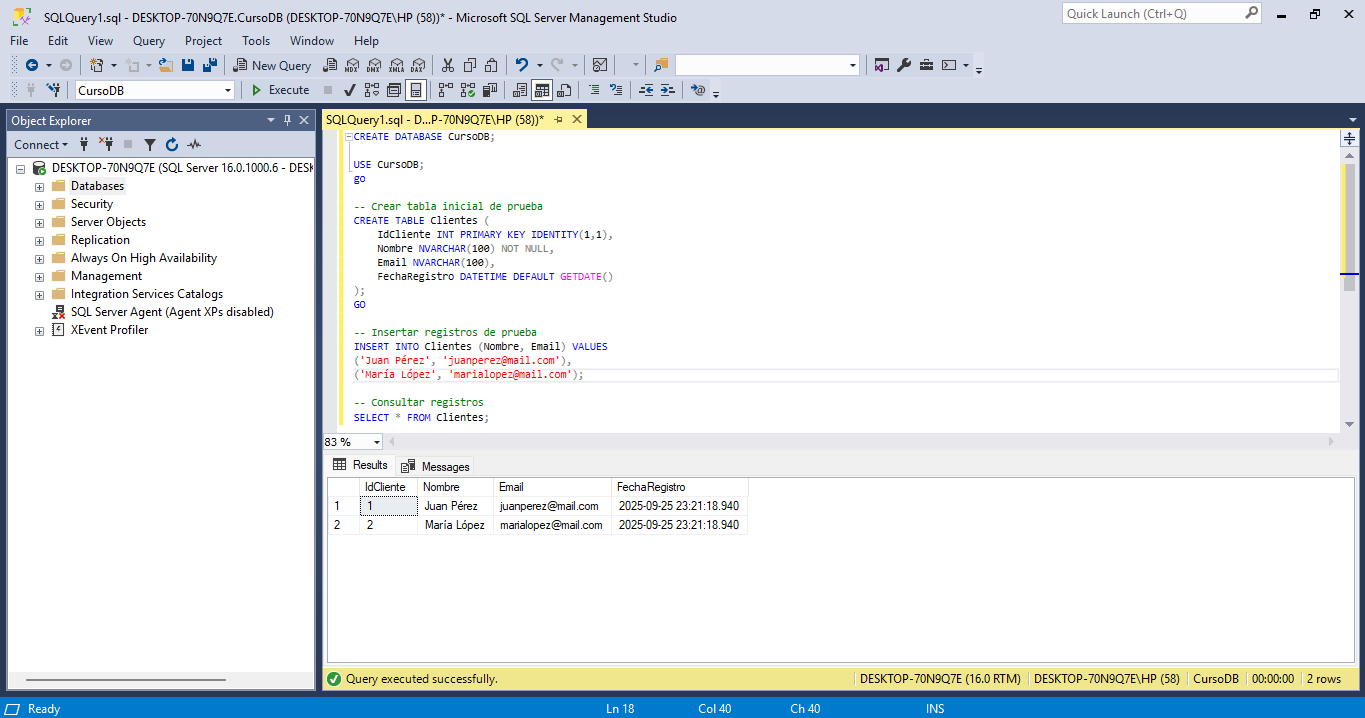 SQLQuery1.sql - DESKTOP-70N9Q7E.CursoDB (DESKTOP-70N9Q7E\HP (58))* - Microsoft SQL Server Management Studio
Quick Launch (Ctrl+Q)
File Edit View Query Project Tools Window Help
New Query MDX DMX XMLA DAX
CursoDB Execute
Object Explorer
Connect
DESKTOP-70N9Q7E (SQL Server 16.0.1000.6 - DESK
Databases
Security
Server Objects
Replication
Always On High Availability
Management
Integration Services Catalogs
SQL Server Agent (Agent XPs disabled)
XEvent Profiler
SQLQuery1.sql - D...P-70N9Q7E\HP (58))*
CREATE DATABASE CursoDB;
USE CursoDB;
go
-- Crear tabla inicial de prueba
CREATE TABLE Clientes (
IdCliente INT PRIMARY KEY IDENTITY(1,1),
Nombre NVARCHAR(100) NOT NULL,
Email NVARCHAR(100),
FechaRegistro DATETIME DEFAULT GETDATE()
);
GO
-- Insertar registros de prueba
INSERT INTO Clientes (Nombre, Email) VALUES
('Juan Pérez', 'juanperez@mail.com'),
('María López', 'marialopez@mail.com');
-- Consultar registros
SELECT * FROM Clientes;
83 %
Results Messages
IdCliente Nombre Email FechaRegistro
1 1 Juan Pérez juanperez@mail.com 2025-09-25 23:21:18.940
2 2 María López marialopez@mail.com 2025-09-25 23:21:18.940
Query executed successfully. DESKTOP-70N9Q7E (16.0 RTM) DESKTOP-70N9Q7E\HP (58) CursoDB 00:00:00 2 rows
Ready Ln 18 Col 40 Ch 40 INS